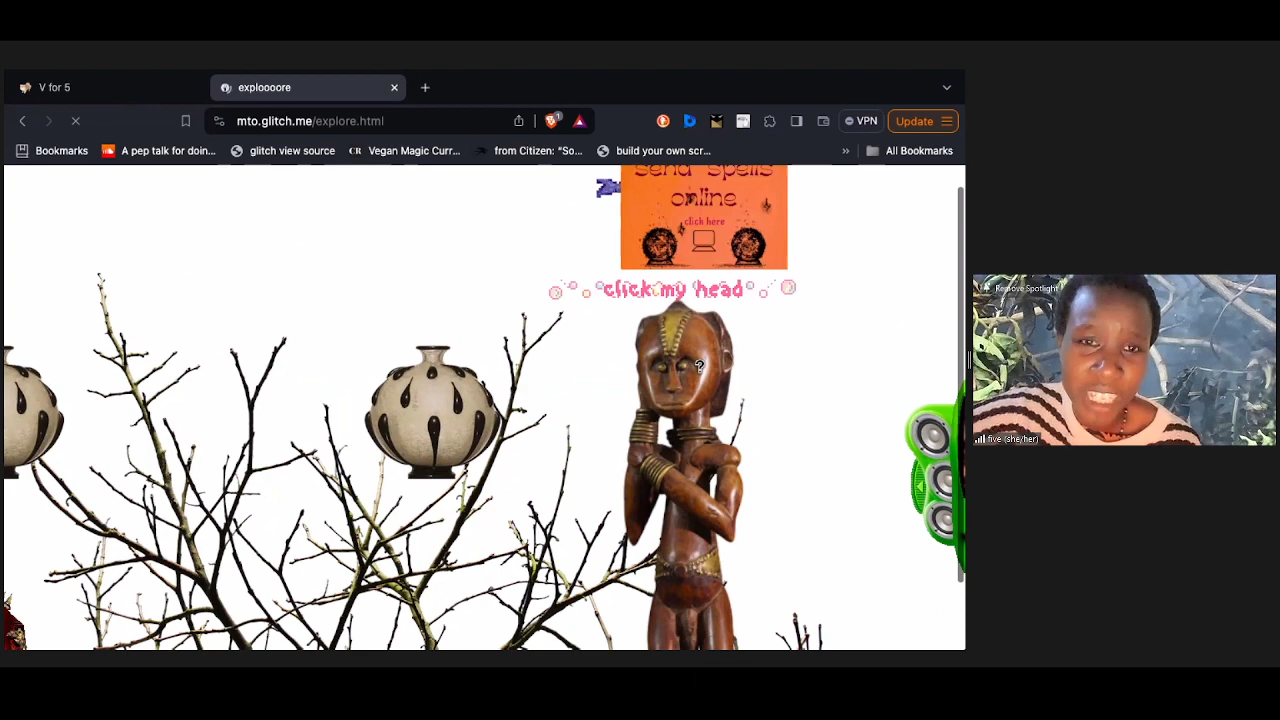 V for 5
exploooore
mto.glitch.me/explore.html
1
VPN
Update
Bookmarks
A pep talk for doin...
glitch view source
CR
Vegan Magic Curr...
from Citizen: "So...
build your own scr...
»
All Bookmarks
send spells
online
click here
click my head
Remove Spotlight
five (she/her)